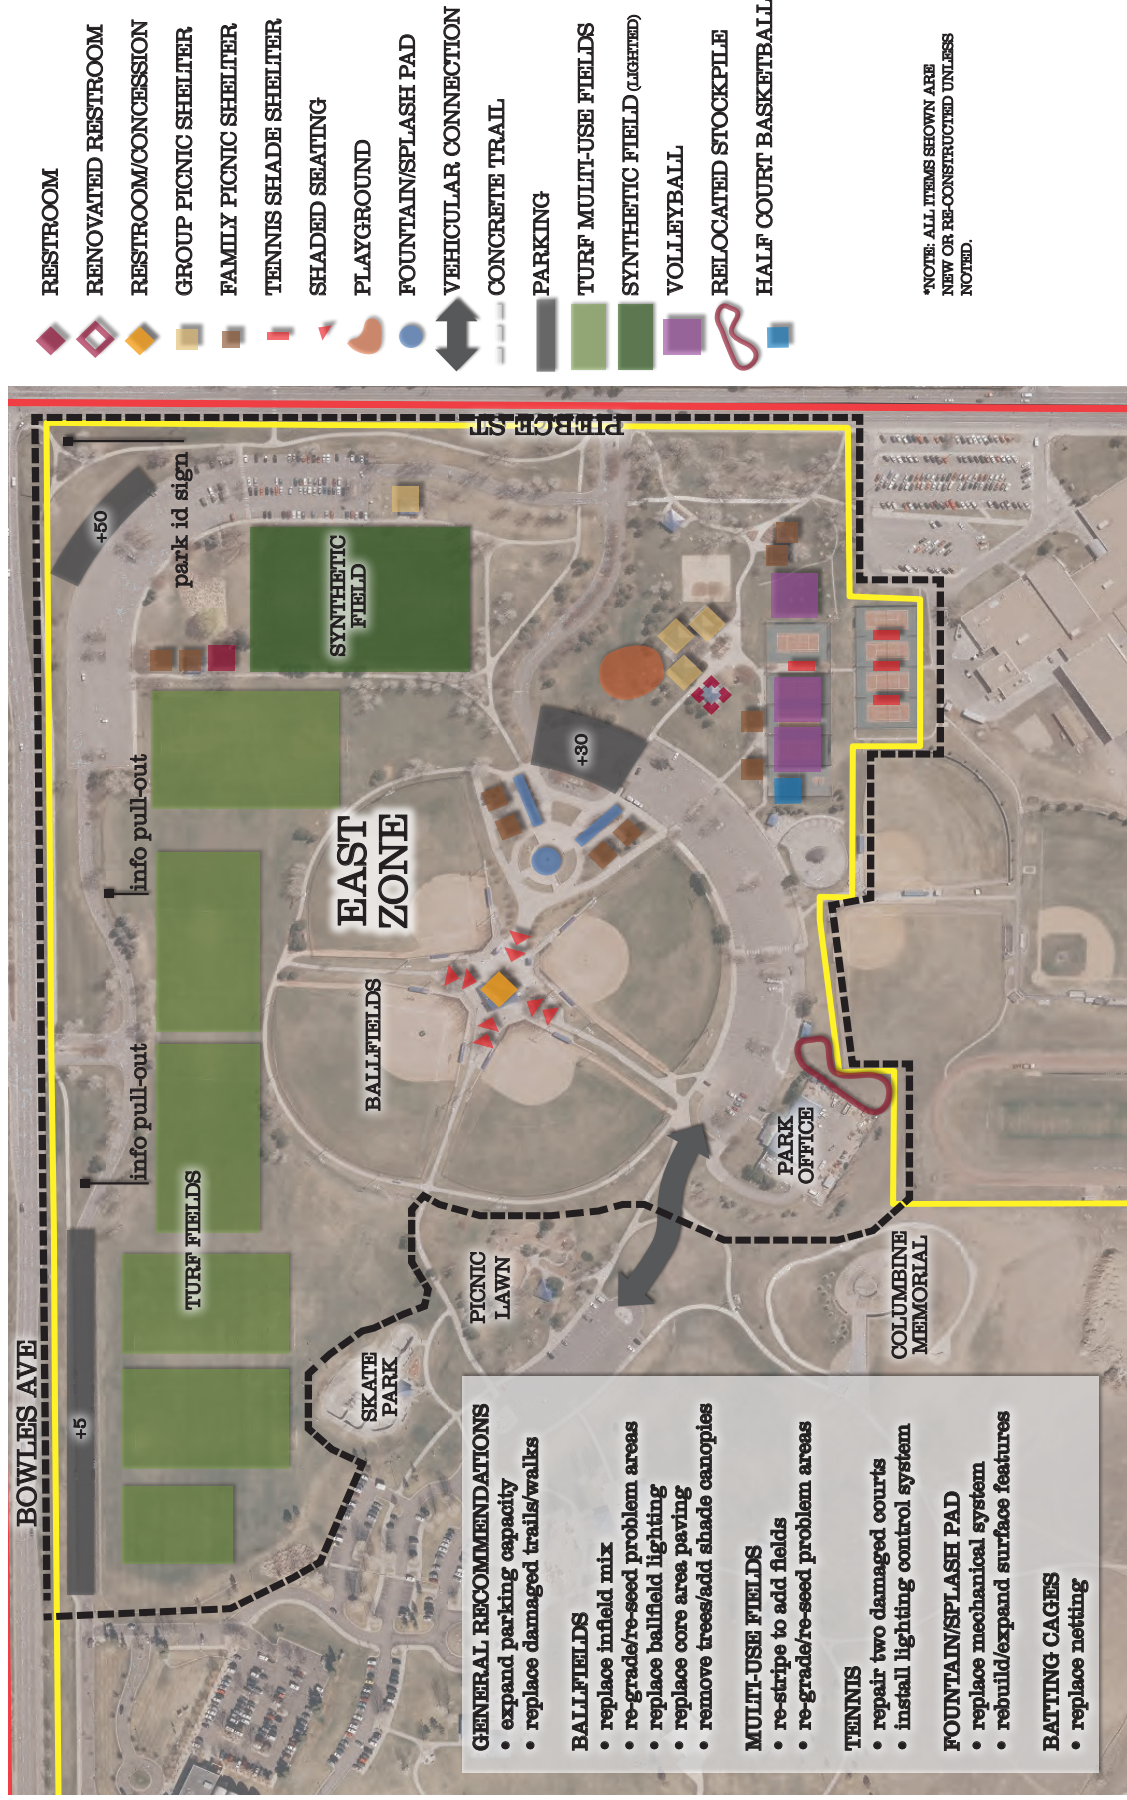 BOWLES AVE
+5
+50
park id sign
info pull-out
info pull-out
PIERCE ST
TURF FIELDS
SYNTHETIC
FIELD
EAST
ZONE
BALLFIELDS
+30
SKATE
PARK
PICNIC
LAWN
PARK
OFFICE
COLUMBINE
MEMORIAL
GENERAL RECOMMENDATIONS
• expand parking capacity
• replace damaged trails/walks
BALLFIELDS
• replace infield mix
• re-grade/re-seed problem areas
• replace ballfield lighting
• replace core area paving
• remove trees/add shade canopies
MULTI-USE FIELDS
• re-stripe to add fields
• re-grade/re-seed problem areas
TENNIS
• repair two damaged courts
• install lighting control system
FOUNTAIN/SPLASH PAD
• replace mechanical system
• rebuild/expand surface features
BATTING CAGES
• replace netting
RESTROOM
RENOVATED RESTROOM
RESTROOM/CONCESSION
GROUP PICNIC SHELTER
FAMILY PICNIC SHELTER
TENNIS SHADE SHELTER
SHADED SEATING
PLAYGROUND
FOUNTAIN/SPLASH PAD
VEHICULAR CONNECTION
CONCRETE TRAIL
PARKING
TURF MULTI-USE FIELDS
SYNTHETIC FIELD (LIGHTED)
VOLLEYBALL
RELOCATED STOCKPILE
HALF COURT BASKETBALL
*NOTE: ALL ITEMS SHOWN ARE
NEW OR RE-CONSTRUCTED UNLESS
NOTED.